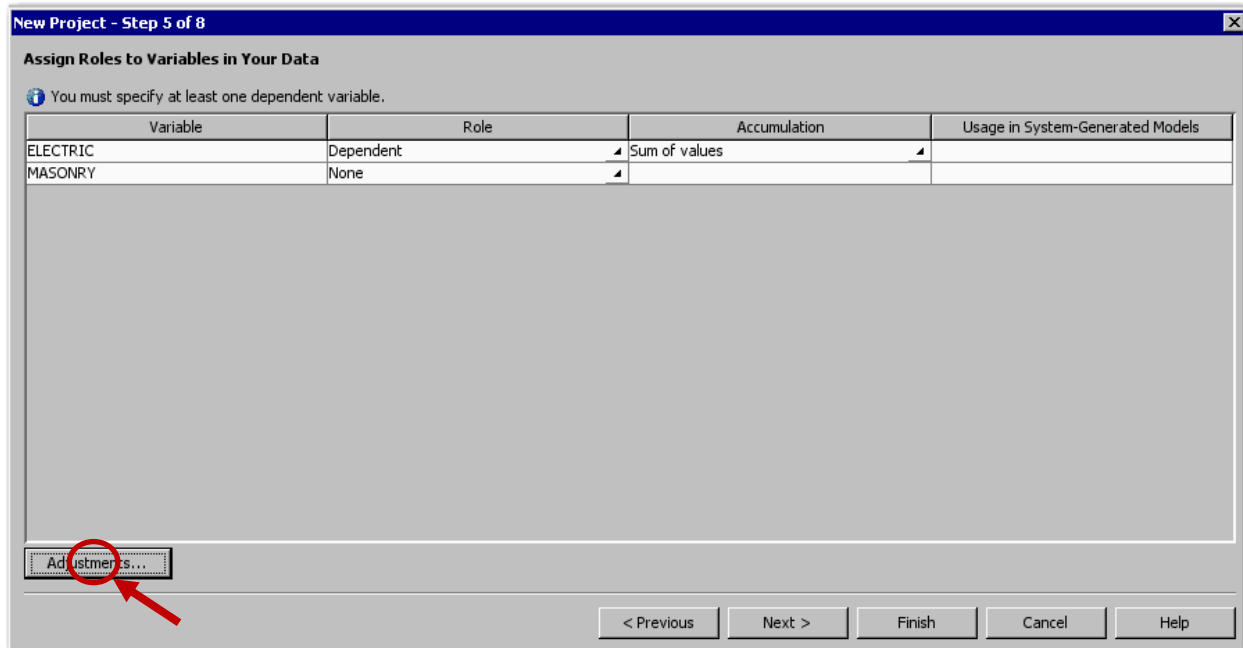 New Project - Step 5 of 8
Assign Roles to Variables in Your Data
You must specify at least one dependent variable.
Variable Role Accumulation Usage in System-Generated Models
ELECTRIC Dependent Sum of values
MASONRY None
Adjustments...
< Previous Next > Finish Cancel Help